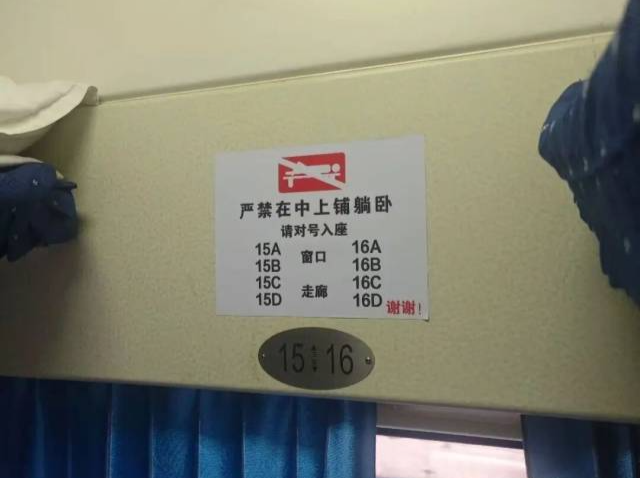 严禁在中上铺躺卧
请对号入座
15A 窗口 16A
15B 16B
15C 走廊 16C
15D 16D
谢谢！
15 16